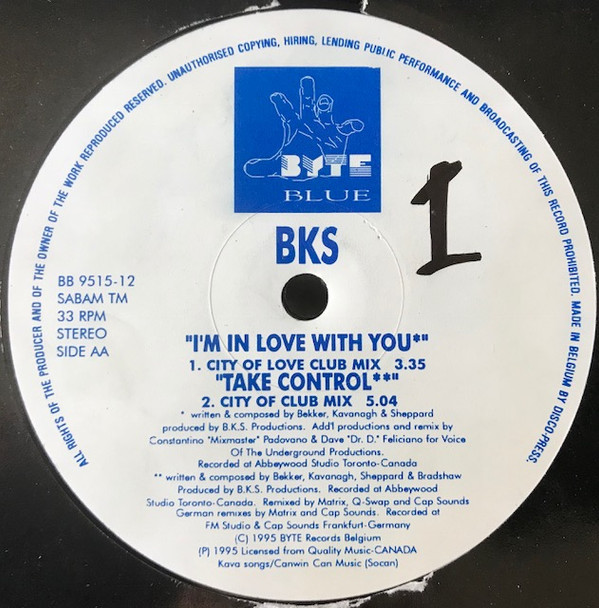 ALL RIGHTS OF THE PRODUCER AND OF THE OWNER OF THE WORK REPRODUCED RESERVED. UNAUTHORISED COPYING, HIRING, LENDING PUBLIC PERFORMANCE AND BROADCASTING OF THIS RECORD PROHIBITED. MADE IN BELGIUM BY DISCO-PRESS.
BYTE
BLUE
1
BKS
BB 9515-12
SABAM TM
33 RPM
STEREO
SIDE AA
"I'M IN LOVE WITH YOU*"
1. CITY OF LOVE CLUB MIX 3.35
"TAKE CONTROL**"
2. CITY OF CLUB MIX 5.04
* written & composed by Bekker, Kavanagh & Sheppard
produced by B.K.S. Productions. Add'l productions and remix by
Constantino "Mixmaster" Padovano & Dave "Dr. D." Feliciano for Voice
Of The Underground Productions.
Recorded at Abbeywood Studio Toronto-Canada
** written & composed by Bekker, Kavanagh, Sheppard & Bradshaw
Produced by B.K.S. Productions. Recorded at Abbeywood
Studio Toronto-Canada. Remixed by Matrix, Q-Swap and Cap Sounds
German remixes by Matrix and Cap Sounds. Recorded at
FM Studio & Cap Sounds Frankfurt-Germany
(C) 1995 BYTE Records Belgium
(P) 1995 Licensed from Quality Music-CANADA
Kava songs/Canwin Can Music (Socan)